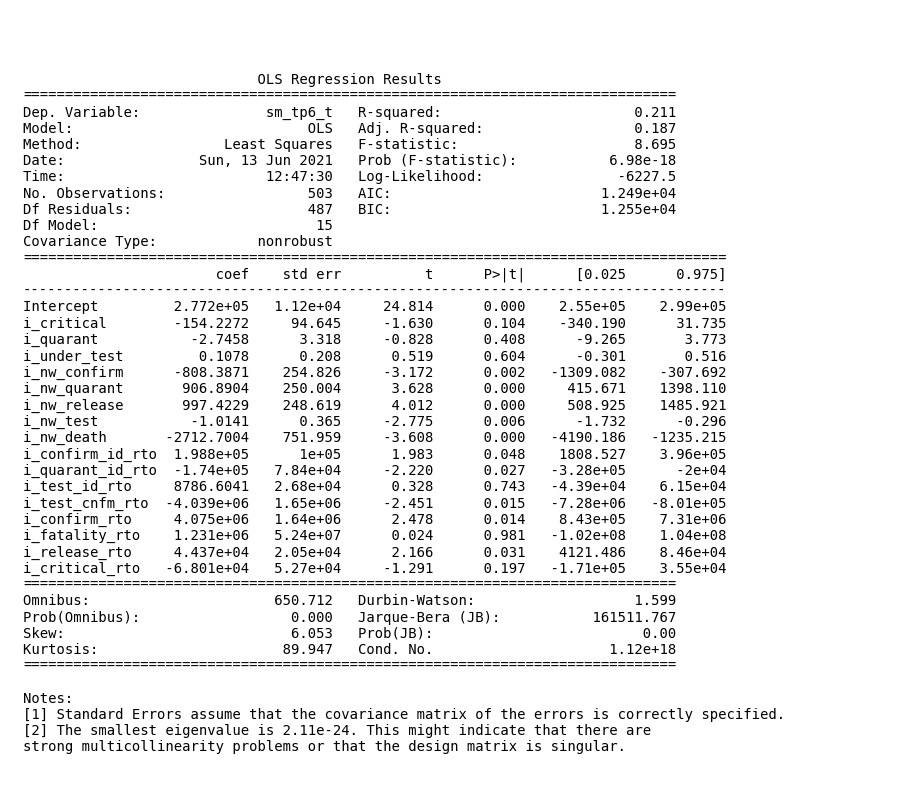 OLS Regression Results
==============================================================================
Dep. Variable:               sm_tp6_t   R-squared:                       0.211
Model:                            OLS   Adj. R-squared:                  0.187
Method:                 Least Squares   F-statistic:                     8.695
Date:                Sun, 13 Jun 2021   Prob (F-statistic):           6.98e-18
Time:                        12:47:30   Log-Likelihood:                -6227.5
No. Observations:                 503   AIC:                         1.249e+04
Df Residuals:                     487   BIC:                         1.255e+04
Df Model:                          15
Covariance Type:            nonrobust
====================================================================================
                       coef    std err          t      P>|t|      [0.025      0.975]
------------------------------------------------------------------------------------
Intercept         2.772e+05   1.12e+04     24.814      0.000    2.55e+05    2.99e+05
i_critical        -154.2272     94.645     -1.630      0.104    -340.190      31.735
i_quarant           -2.7458      3.318     -0.828      0.408      -9.265       3.773
i_under_test         0.1078      0.208      0.519      0.604      -0.301       0.516
i_nw_confirm      -808.3871    254.826     -3.172      0.002   -1309.082    -307.692
i_nw_quarant       906.8904    250.004      3.628      0.000     415.671    1398.110
i_nw_release       997.4229    248.619      4.012      0.000     508.925    1485.921
i_nw_test           -1.0141      0.365     -2.775      0.006      -1.732      -0.296
i_nw_death       -2712.7004    751.959     -3.608      0.000   -4190.186   -1235.215
i_confirm_id_rto  1.988e+05      1e+05      1.983      0.048    1808.527    3.96e+05
i_quarant_id_rto  -1.74e+05   7.84e+04     -2.220      0.027   -3.28e+05      -2e+04
i_test_id_rto     8786.6041   2.68e+04      0.328      0.743   -4.39e+04    6.15e+04
i_test_cnfm_rto  -4.039e+06   1.65e+06     -2.451      0.015   -7.28e+06   -8.01e+05
i_confirm_rto     4.075e+06   1.64e+06      2.478      0.014    8.43e+05    7.31e+06
i_fatality_rto    1.231e+06   5.24e+07      0.024      0.981   -1.02e+08    1.04e+08
i_release_rto     4.437e+04   2.05e+04      2.166      0.031    4121.486    8.46e+04
i_critical_rto   -6.801e+04   5.27e+04     -1.291      0.197   -1.71e+05    3.55e+04
==============================================================================
Omnibus:                      650.712   Durbin-Watson:                   1.599
Prob(Omnibus):                  0.000   Jarque-Bera (JB):           161511.767
Skew:                           6.053   Prob(JB):                         0.00
Kurtosis:                      89.947   Cond. No.                     1.12e+18
==============================================================================
Notes:
[1] Standard Errors assume that the covariance matrix of the errors is correctly specified.
[2] The smallest eigenvalue is 2.11e-24. This might indicate that there are
strong multicollinearity problems or that the design matrix is singular.